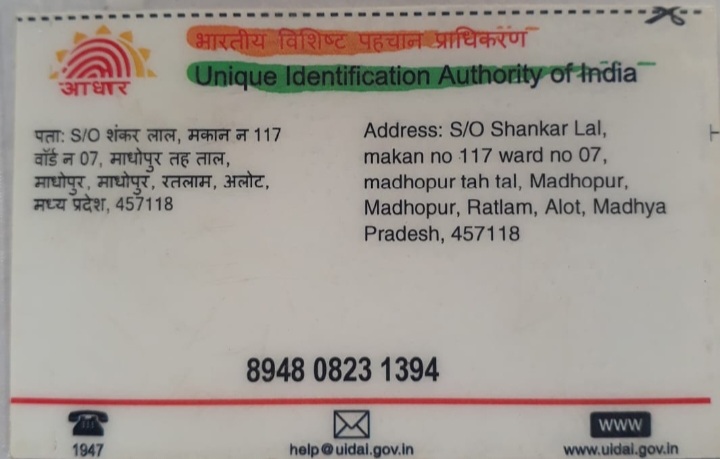 भारतीय विशिष्ट पहचान प्राधिकरण
Unique Identification Authority of India
आधार
पता: S/O शंकर लाल, मकान न 117
वॉर्ड न 07, माधोपुर तह ताल,
माधोपुर, माधोपुर, रतलाम, अलोट,
मध्य प्रदेश, 457118
Address: S/O Shankar Lal,
makan no 117 ward no 07,
madhopur tah tal, Madhopur,
Madhopur, Ratlam, Alot, Madhya
Pradesh, 457118
8948 0823 1394
1947
help@uidai.gov.in
WWW
www.uidai.gov.in